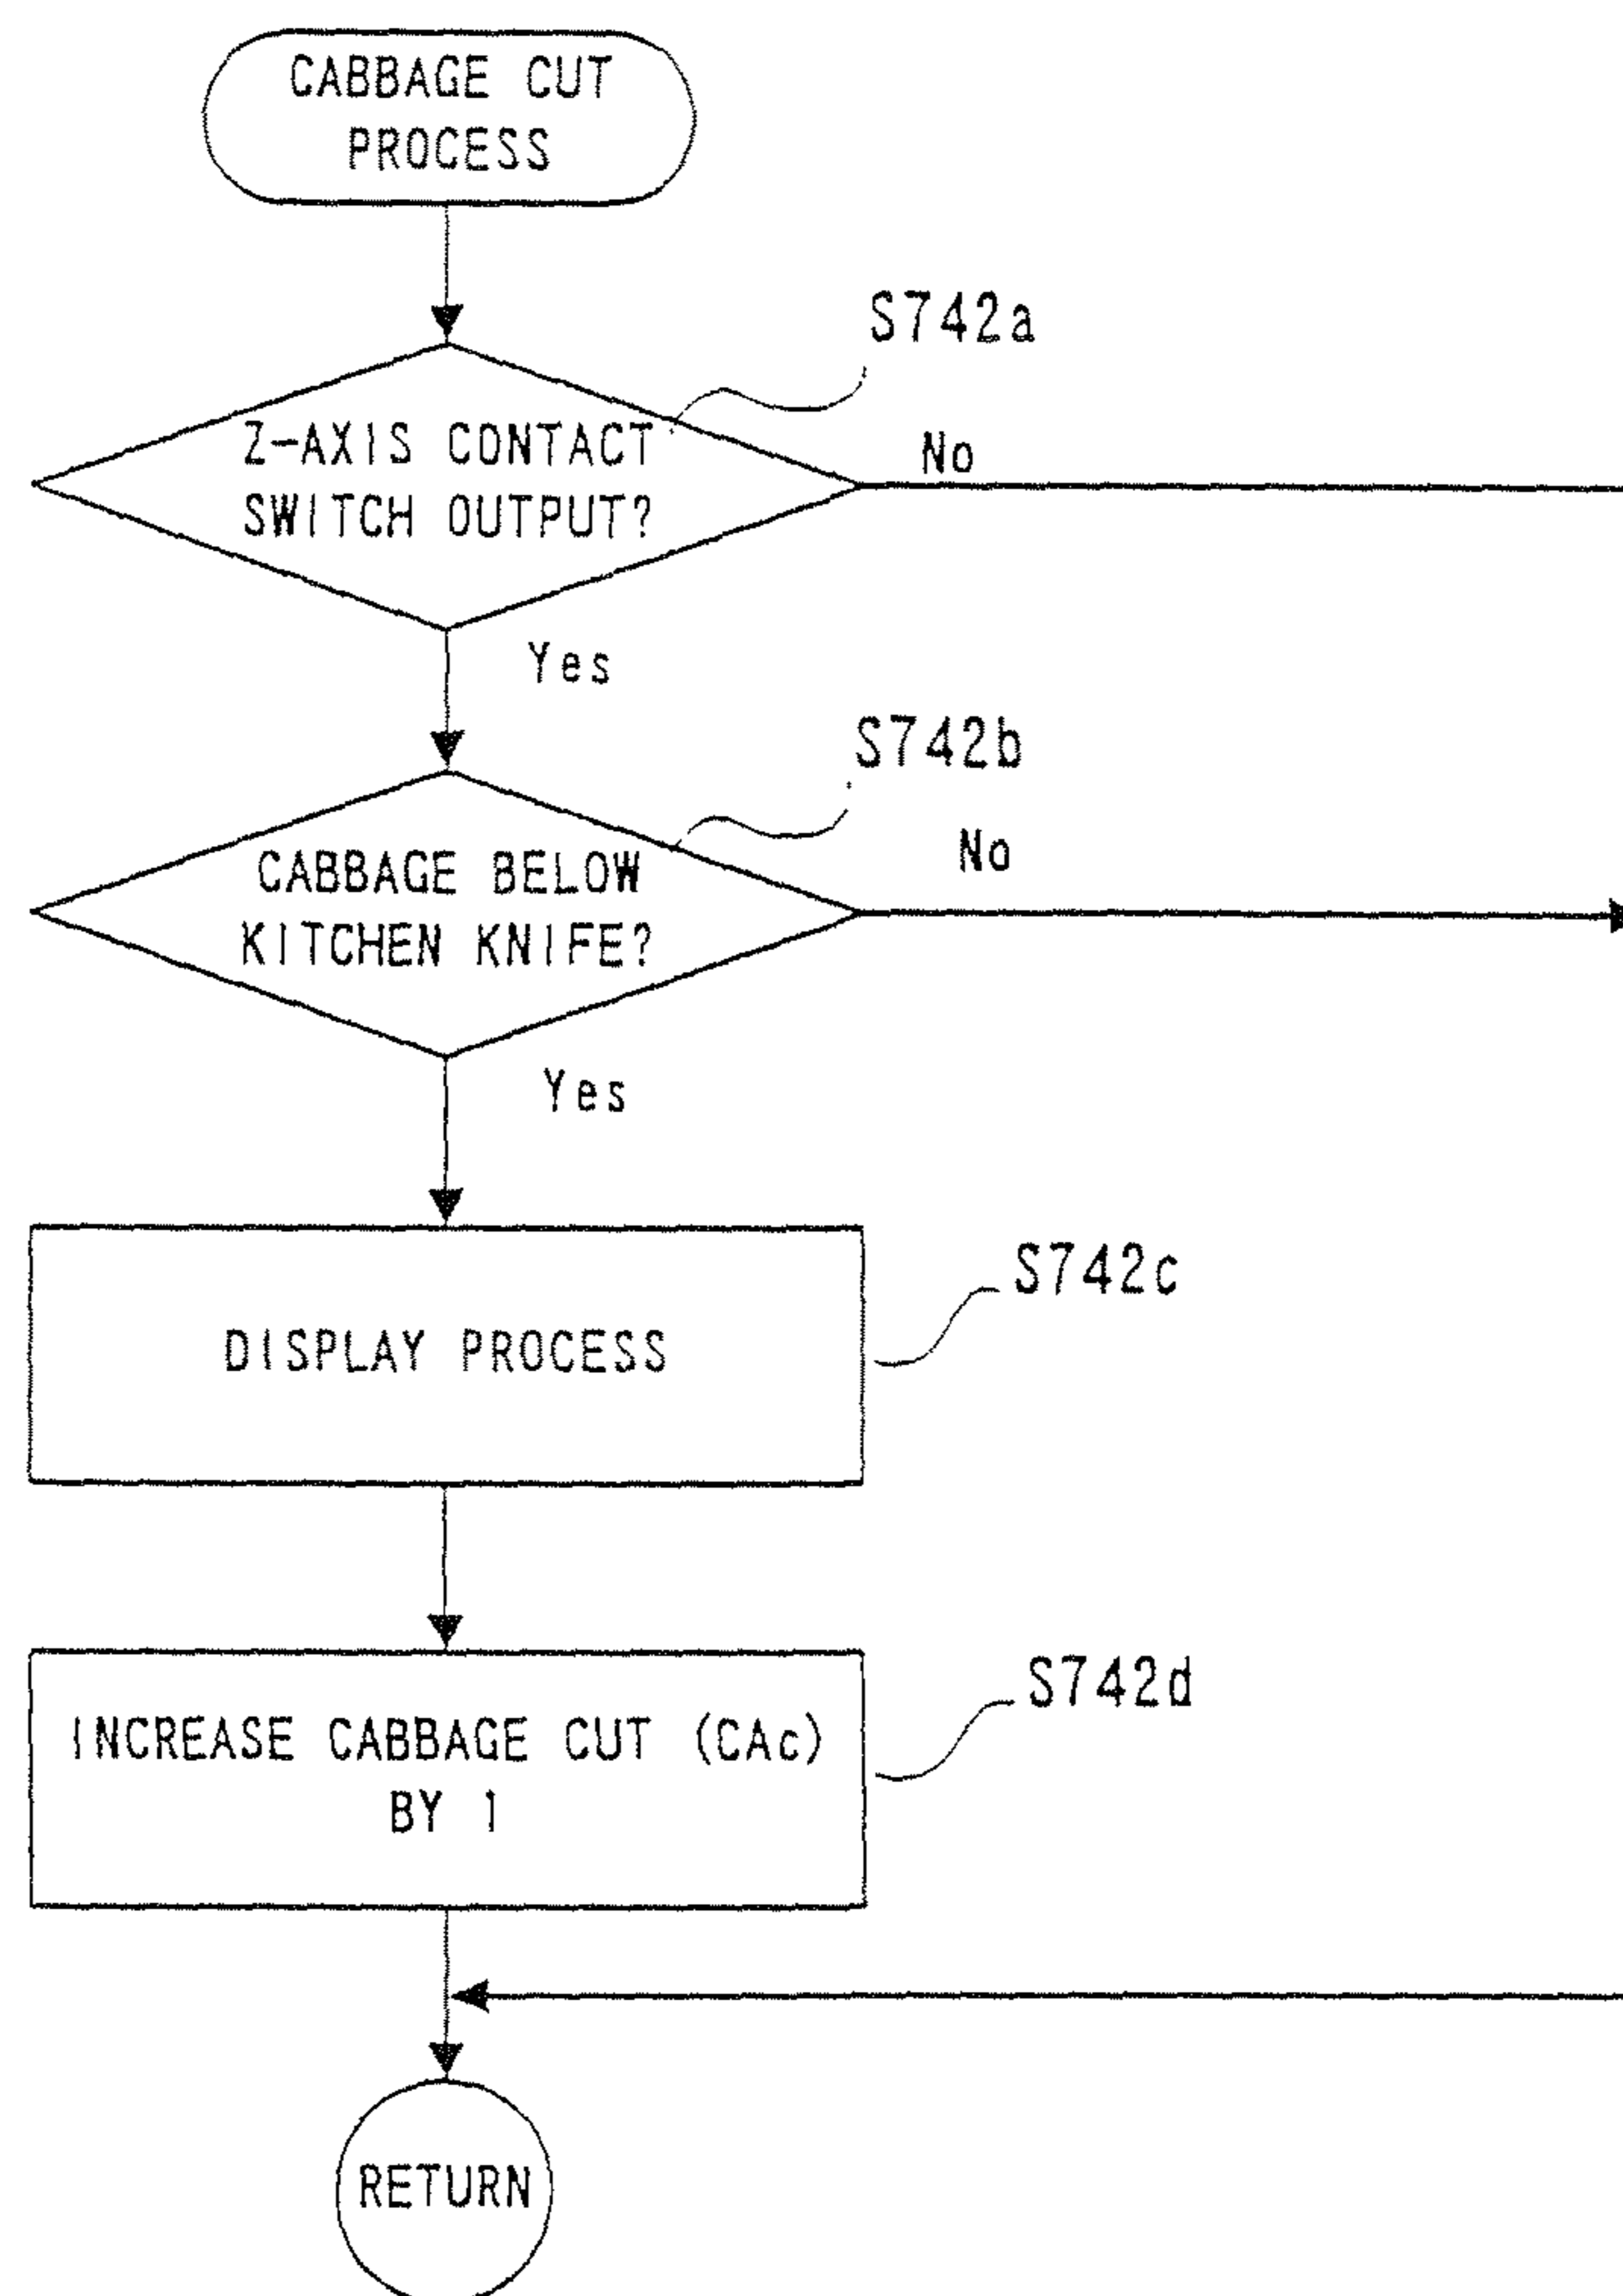 CABBAGE CUT
PROCESS
S742a
Z-AXIS CONTACT
SWITCH OUTPUT?
No
Yes
S742b
CABBAGE BELOW
KITCHEN KNIFE?
No
Yes
DISPLAY PROCESS
S742c
INCREASE CABBAGE CUT (CAc)
BY 1
S742d
RETURN